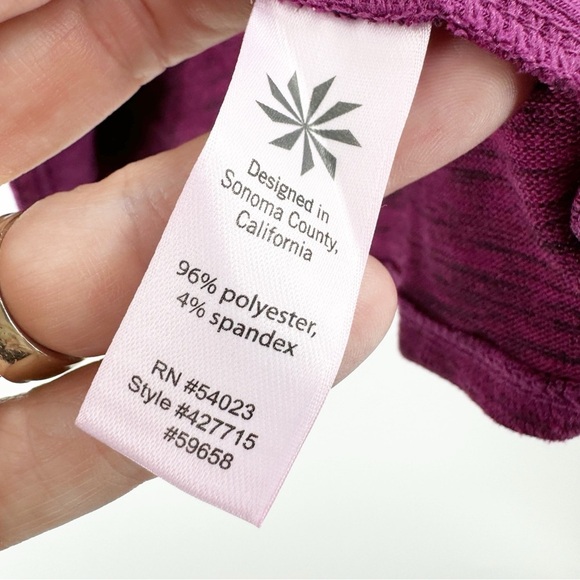 Designed in
Sonoma County,
California
96% polyester,
4% spandex
RN #54023
Style #427715
#59658